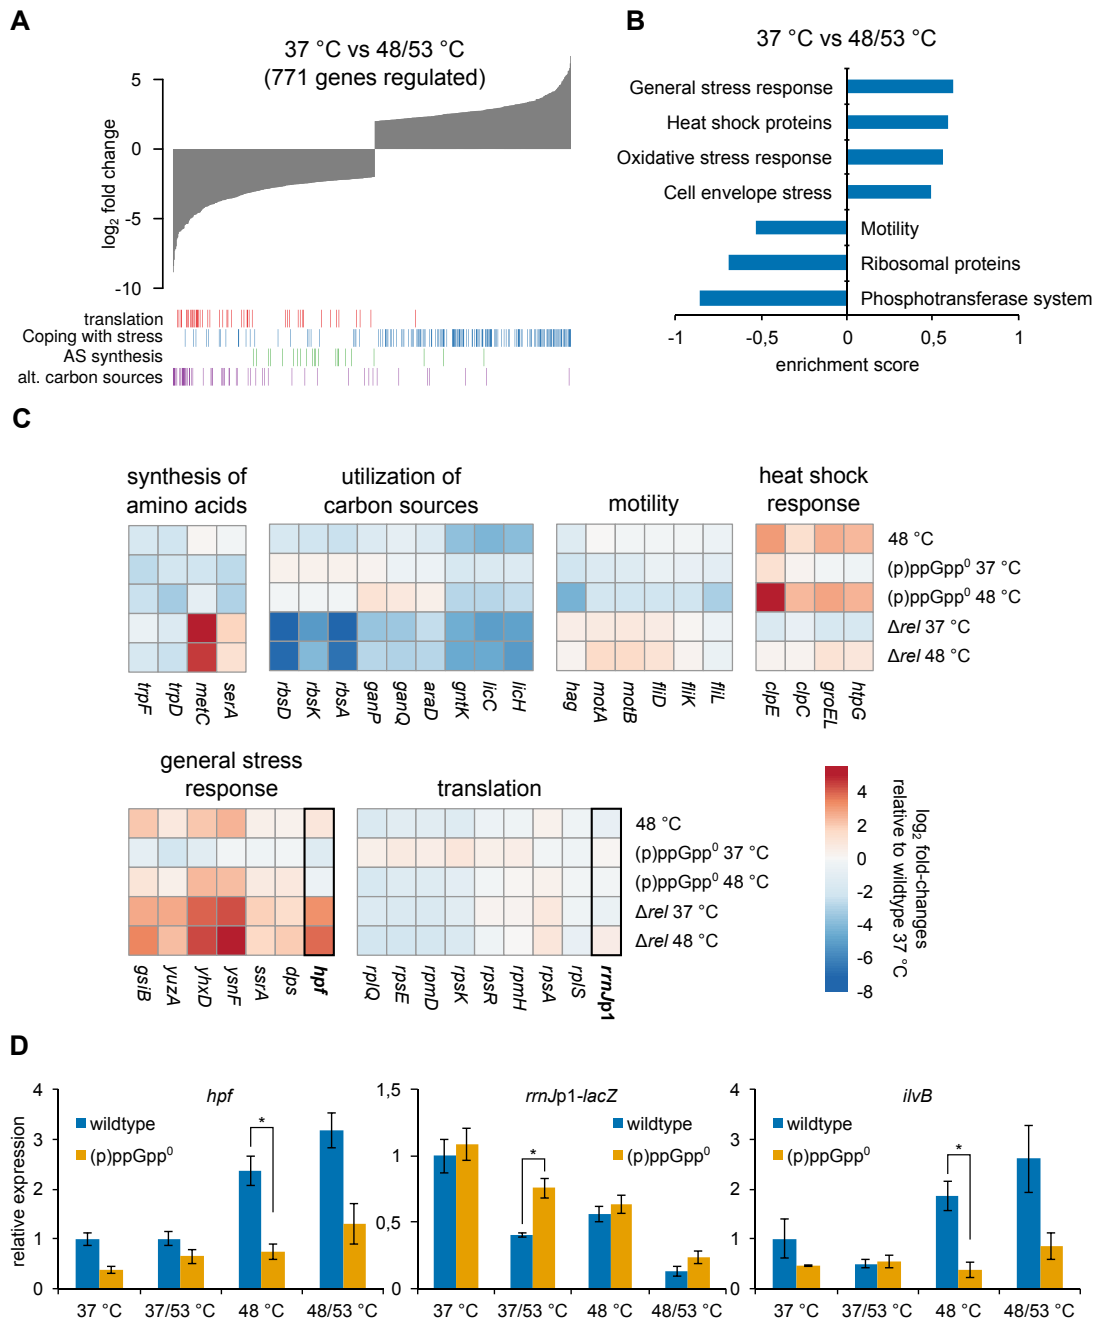 A
37 °C vs 48/53 °C
(771 genes regulated)
log2 fold change
5
0
-5
-10
translation
Coping with stress
AS synthesis
alt. carbon sources
B
37 °C vs 48/53 °C
General stress response
Heat shock proteins
Oxidative stress response
Cell envelope stress
Motility
Ribosomal proteins
Phosphotransferase system
-1
-0,5
0
0,5
1
enrichment score
C
synthesis of
amino acids
utilization of
carbon sources
motility
heat shock
response
48 °C
(p)ppGpp0 37 °C
(p)ppGpp0 48 °C
Δrel 37 °C
Δrel 48 °C
trpF
trpD
metC
serA
rbsD
rbsK
rbsA
ganP
ganQ
araD
gntK
licC
licH
hag
motA
motB
fliD
fliK
fliL
clpE
clpC
groEL
htpG
general stress
response
translation
48 °C
(p)ppGpp0 37 °C
(p)ppGpp0 48 °C
Δrel 37 °C
Δrel 48 °C
gsiB
yuzA
yhxD
ysnF
ssrA
dps
hpf
rplQ
rpsE
rpmD
rpsK
rpsR
rpmH
rpsA
rplS
rrnJp1
4
2
0
-2
-4
-6
-8
log2 fold-changes
relative to wildtype 37 °C
D
relative expression
4
3
2
1
0
hpf
wildtype
(p)ppGpp0
*
37 °C
37/53 °C
48 °C
48/53 °C
1,5
1
0,5
0
rrnJp1-lacZ
wildtype
(p)ppGpp0
*
37 °C
37/53 °C
48 °C
48/53 °C
4
3
2
1
0
ilvB
wildtype
(p)ppGpp0
*
37 °C
37/53 °C
48 °C
48/53 °C